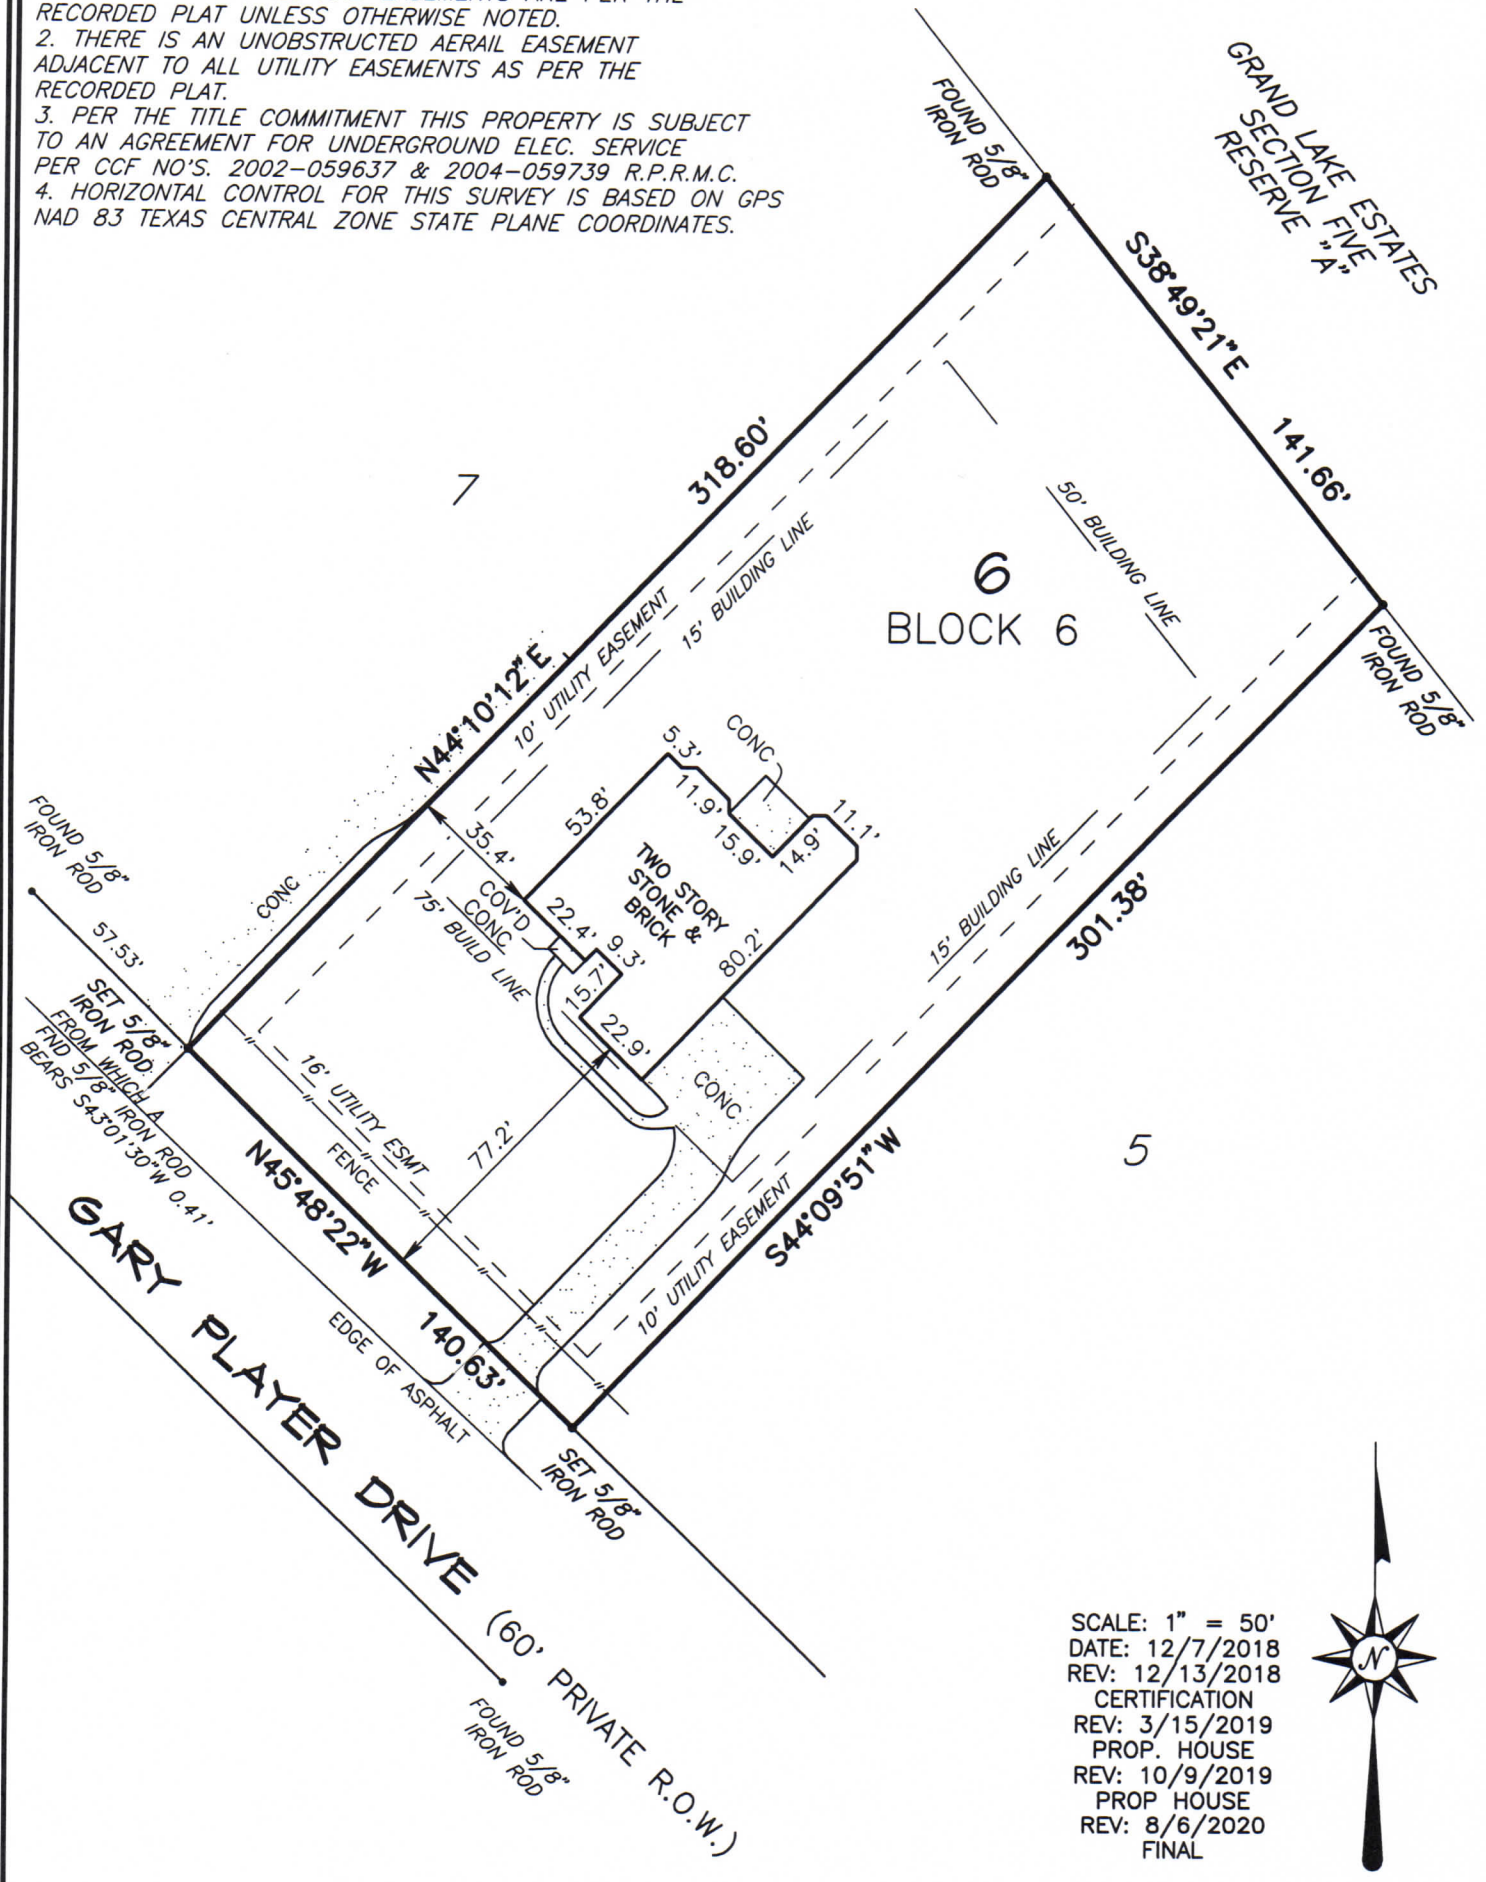 RECORDED PLAT UNLESS OTHERWISE NOTED.
2. THERE IS AN UNOBSTRUCTED AERAIL EASEMENT
ADJACENT TO ALL UTILITY EASEMENTS AS PER THE
RECORDED PLAT.
3. PER THE TITLE COMMITMENT THIS PROPERTY IS SUBJECT
TO AN AGREEMENT FOR UNDERGROUND ELEC. SERVICE
PER CCF NO'S. 2002-059637 & 2004-059739 R.P.R.M.C.
4. HORIZONTAL CONTROL FOR THIS SURVEY IS BASED ON GPS
NAD 83 TEXAS CENTRAL ZONE STATE PLANE COORDINATES.
FOUND 5/8"
IRON ROD
GRAND LAKE ESTATES
SECTION FIVE
RESERVE "A"
S38°49'21"E
141.66'
318.60'
7
50' BUILDING LINE
15' BUILDING LINE
6
BLOCK 6
10' UTILITY EASEMENT
N44°10'12"E
FOUND 5/8"
IRON ROD
CONC
5.3'
11.9'
15.9'
14.9'
11.1'
53.8'
35.4'
TWO STORY
STONE &
BRICK
COV'D
CONC
75' BUILD LINE
22.4'
9.3'
15.7'
22.9'
80.2'
15' BUILDING LINE
301.38'
FOUND 5/8"
IRON ROD
CONC
57.53'
SET 5/8"
IRON ROD
FROM WHICH A
FND 5/8" IRON ROD
BEARS S43°01'30"W 0.41'
16' UTILITY ESMT
FENCE
77.2'
CONC
5
S44°09'51"W
10' UTILITY EASEMENT
N45°48'22"W
140.63'
EDGE OF ASPHALT
SET 5/8"
IRON ROD
GARY PLAYER DRIVE (60' PRIVATE R.O.W.)
FOUND 5/8"
IRON ROD
N
SCALE: 1" = 50'
DATE: 12/7/2018
REV: 12/13/2018
CERTIFICATION
REV: 3/15/2019
PROP. HOUSE
REV: 10/9/2019
PROP HOUSE
REV: 8/6/2020
FINAL